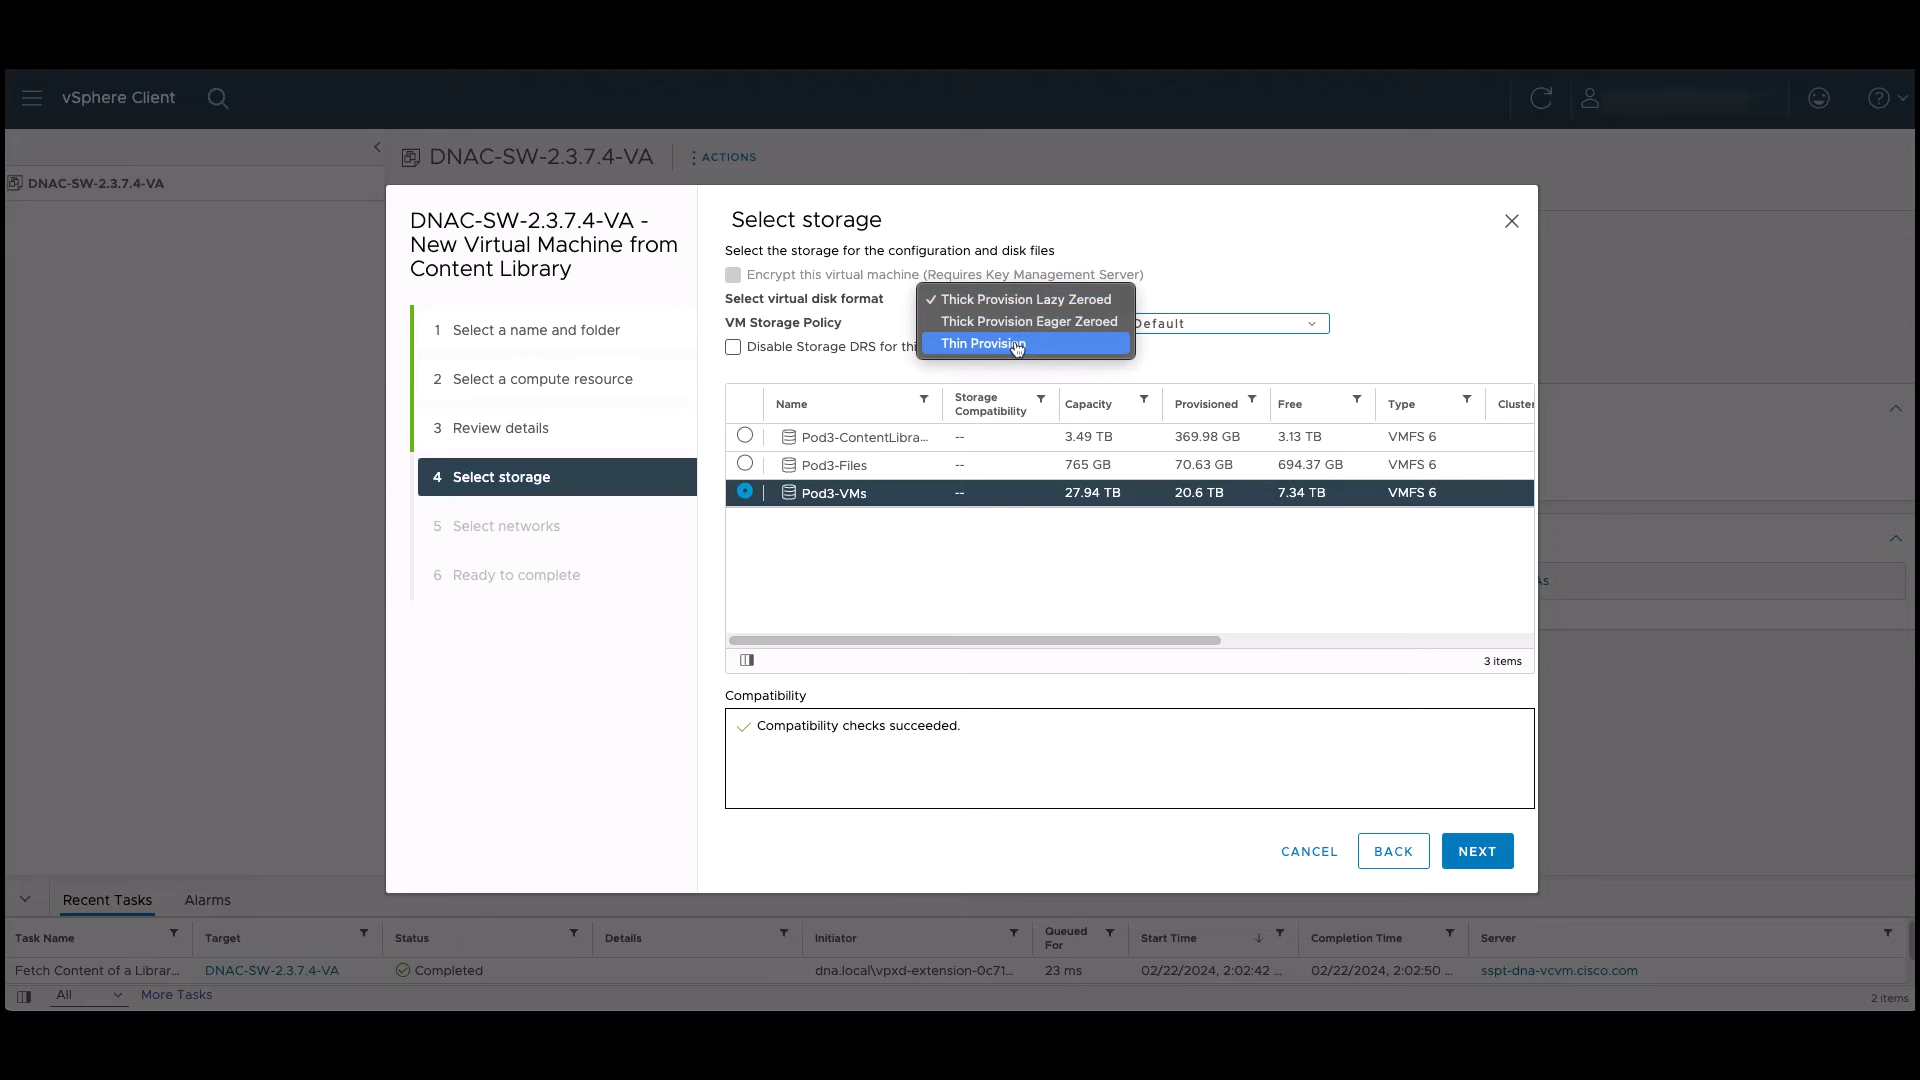 vSphere Client
DNAC-SW-2.3.7.4-VA
ACTIONS
DNAC-SW-2.3.7.4-VA
DNAC-SW-2.3.7.4-VA -
New Virtual Machine from
Content Library
1 Select a name and folder
2 Select a compute resource
3 Review details
4 Select storage
5 Select networks
6 Ready to complete
Select storage
Select the storage for the configuration and disk files
Encrypt this virtual machine (Requires Key Management Server)
Select virtual disk format
Thick Provision Lazy Zeroed
Thick Provision Eager Zeroed
Thin Provision
VM Storage Policy
Default
Disable Storage DRS for thi
Name Storage Compatibility Capacity Provisioned Free Type Cluster
Pod3-ContentLibra... -- 3.49 TB 369.98 GB 3.13 TB VMFS 6
Pod3-Files -- 765 GB 70.63 GB 694.37 GB VMFS 6
Pod3-VMs -- 27.94 TB 20.6 TB 7.34 TB VMFS 6
3 items
Compatibility
Compatibility checks succeeded.
CANCEL BACK NEXT
As
Recent Tasks Alarms
Task Name Target Status Details Initiator Queued For Start Time Completion Time Server
Fetch Content of a Librar... DNAC-SW-2.3.7.4-VA Completed dna.local\vpxd-extension-0c71... 23 ms 02/22/2024, 2:02:42 ... 02/22/2024, 2:02:50 ... sspt-dna-vcvm.cisco.com
All More Tasks
2 items